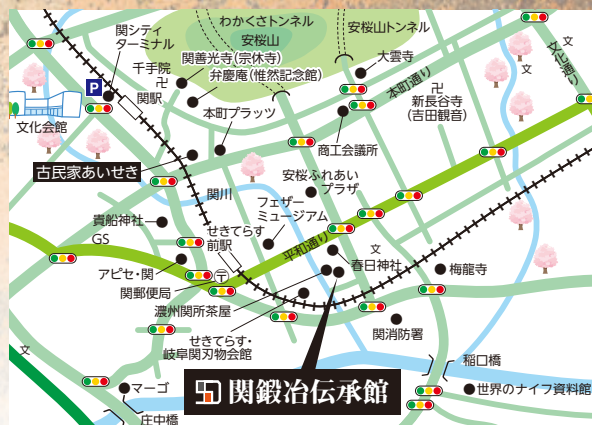 わかくさトンネル
安桜山トンネル
関シティ
ターミナル
安桜山
関善光寺(宗休寺)
大雲寺
文
文化通り
千手院
弁慶庵(惟然記念館)
本町通り
文
P
関駅
卍
新長谷寺
(吉田観音)
文化会館
本町プラッツ
商工会議所
古民家あいせき
安桜ふれあい
プラザ
関川
フェザー
ミュージアム
貴船神社
せきてらす
前駅
GS
平和通り
文
アピセ・関
春日神社
梅龍寺
関郵便局
〒
濃州関所茶屋
せきてらす・
岐阜関刃物会館
関消防署
文
稲口橋
マーゴ
関鍛冶伝承館
世界のナイフ資料館
庄中橋